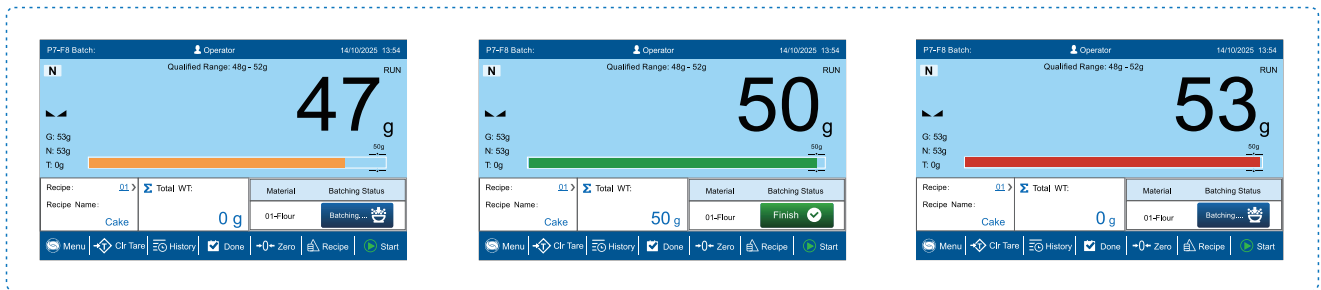 P7-F8 Batch: Operator 14/10/2025 13:54
N Qualified Range: 48g - 52g RUN
47 g
G: 53g
N: 53g 50g
T: 0g
Recipe: 01 > Σ Total WT: Material Batching Status
Recipe Name:
Cake 0 g 01-Flour Batching....
Menu T Clr Tare History Done →0← Zero Recipe Start
P7-F8 Batch: Operator 14/10/2025 13:54
N Qualified Range: 48g - 52g RUN
50 g
G: 53g
N: 53g 50g
T: 0g
Recipe: 01 > Σ Total WT: Material Batching Status
Recipe Name:
Cake 50 g 01-Flour Finish
Menu T Clr Tare History Done →0← Zero Recipe Start
P7-F8 Batch: Operator 14/10/2025 13:54
N Qualified Range: 48g - 52g RUN
53 g
G: 53g
N: 53g 50g
T: 0g
Recipe: 01 > Σ Total WT: Material Batching Status
Recipe Name:
Cake 0 g 01-Flour Batching....
Menu T Clr Tare History Done →0← Zero Recipe Start